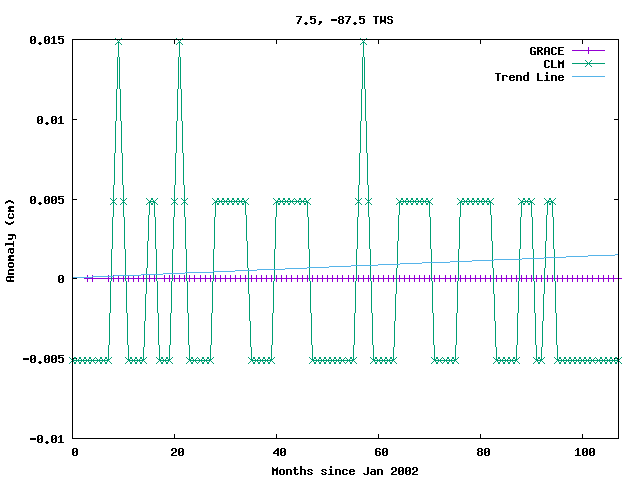 7.5, -87.5 TWS
GRACE
CLM
Trend Line
0.015
0.01
0.005
0
-0.005
-0.01
Anomaly (cm)
0 20 40 60 80 100
Months since Jan 2002